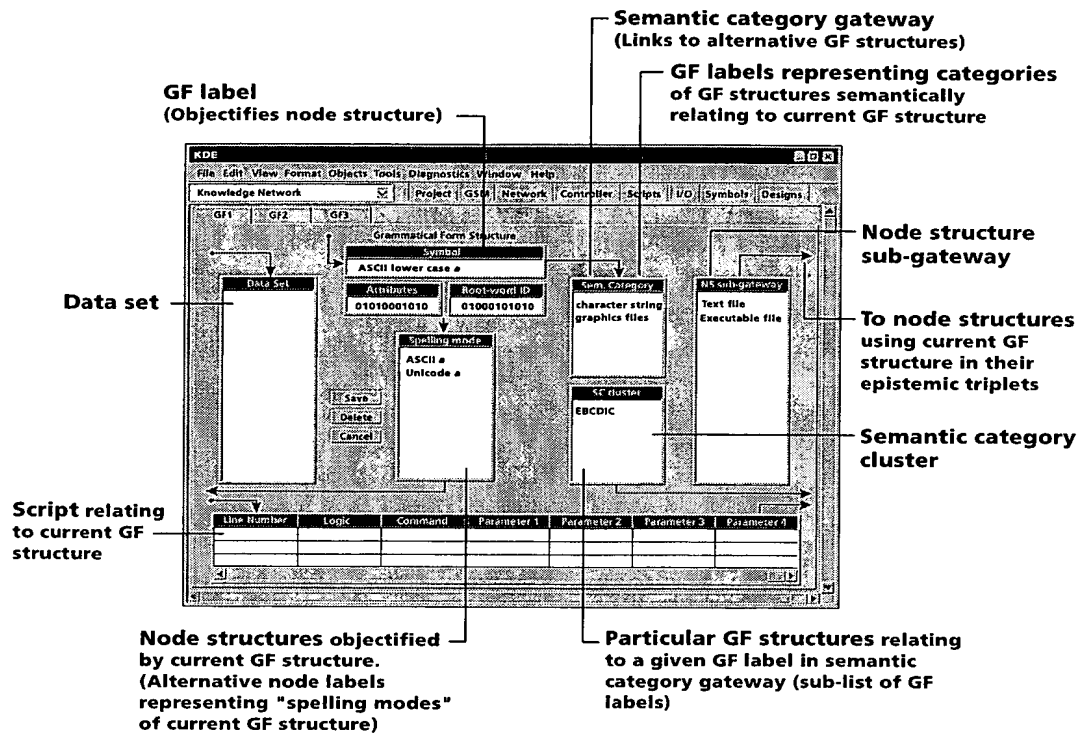 Semantic category gateway
(Links to alternative GF structures)
GF labels representing categories
of GF structures semantically
relating to current GF structure
GF label
(Objectifies node structure)
KDE
File Edit View Format Objects Tools Diagnostics Window Help
Knowledge Network
Project GSM Network Controller Scripts I/O Symbols Designs
GF1 GF2 GF3
Grammatical Form Structure
Symbol
ASCII lower case a
Data Set
Attributes
01010001010
Root-word ID
01000101010
Spelling mode
ASCII a
Unicode a
Save
Delete
Cancel
Sem. Category
character string
graphics files
SC cluster
EBCDIC
NS sub-gateway
Text file
Executable file
Line Number Logic Command Parameter 1 Parameter 2 Parameter 3 Parameter 4
Data set
Script relating
to current GF
structure
Node structure
sub-gateway
To node structures
using current GF
structure in their
epistemic triplets
Semantic category
cluster
Node structures objectified
by current GF structure.
(Alternative node labels
representing "spelling modes"
of current GF structure)
Particular GF structures relating
to a given GF label in semantic
category gateway (sub-list of GF
labels)